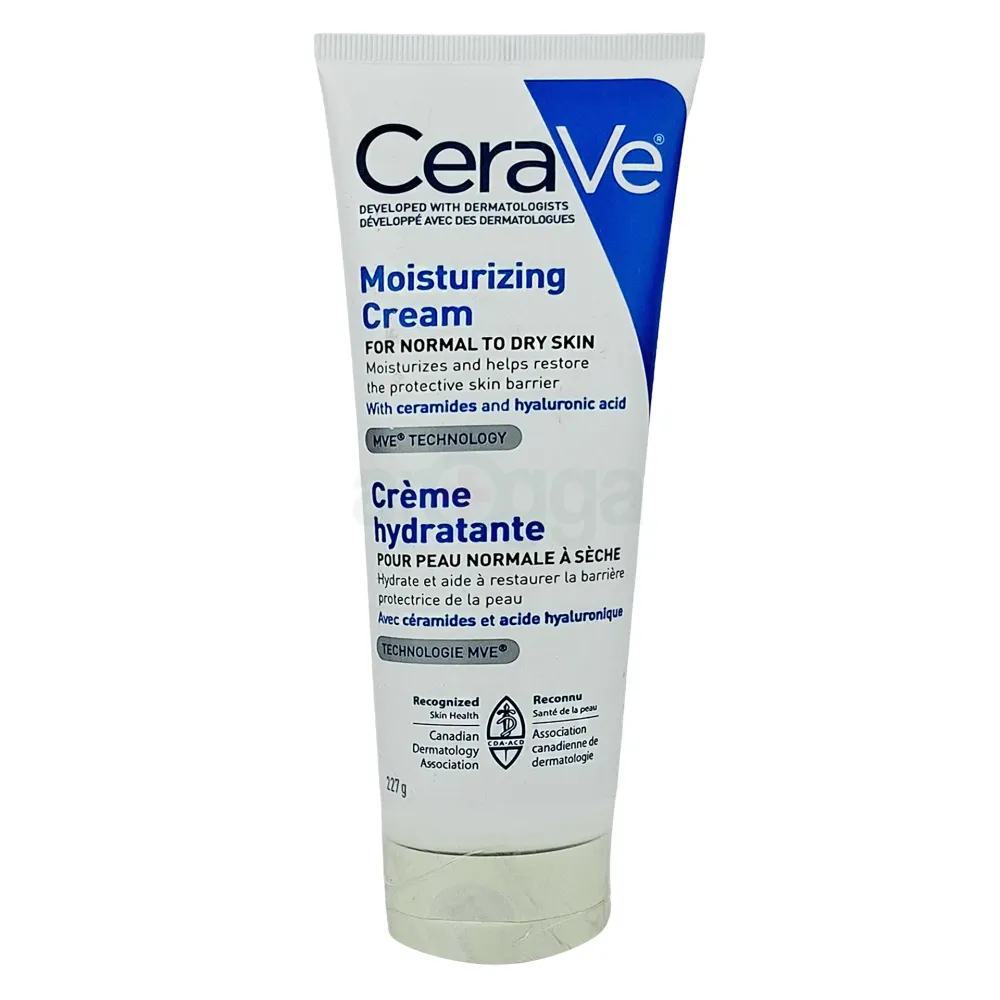 CeraVe®
DEVELOPED WITH DERMATOLOGISTS
DÉVELOPPÉ AVEC DES DERMATOLOGUES
Moisturizing
Cream
FOR NORMAL TO DRY SKIN
Moisturizes and helps restore
the protective skin barrier
With ceramides and hyaluronic acid
MVE® TECHNOLOGY
arogga
Crème
hydratante
POUR PEAU NORMALE À SÈCHE
Hydrate et aide à restaurer la barrière
protectrice de la peau
Avec céramides et acide hyaluronique
TECHNOLOGIE MVE®
Recognized
Skin Health
Canadian
Dermatology
Association
CDA-ACD
Reconnu
Santé de la peau
Association
canadienne de
dermatologie
227 g